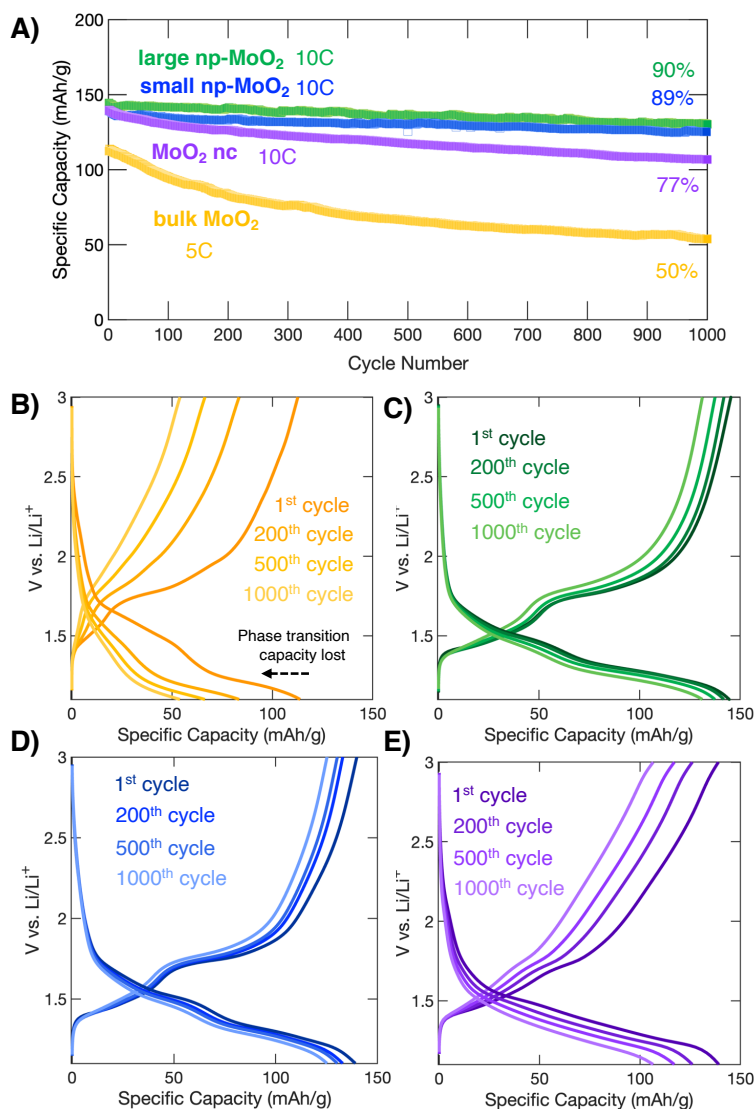 A)
large np-MoO₂ 10C
small np-MoO₂ 10C
MoO₂ nc 10C
bulk MoO₂
5C
90%
89%
77%
50%
Specific Capacity (mAh/g)
200
150
100
50
0
0 100 200 300 400 500 600 700 800 900 1000
Cycle Number
B)
V vs. Li/Li⁺
3
2.5
2
1.5
1ˢᵗ cycle
200ᵗʰ cycle
500ᵗʰ cycle
1000ᵗʰ cycle
Phase transition
capacity lost
0 50 100 150
Specific Capacity (mAh/g)
C)
V vs. Li/Li⁺
3
2.5
2
1.5
1ˢᵗ cycle
200ᵗʰ cycle
500ᵗʰ cycle
1000ᵗʰ cycle
0 50 100 150
Specific Capacity (mAh/g)
D)
V vs. Li/Li⁺
3
2.5
2
1.5
1ˢᵗ cycle
200ᵗʰ cycle
500ᵗʰ cycle
1000ᵗʰ cycle
0 50 100 150
Specific Capacity (mAh/g)
E)
V vs. Li/Li⁺
3
2.5
2
1.5
1ˢᵗ cycle
200ᵗʰ cycle
500ᵗʰ cycle
1000ᵗʰ cycle
0 50 100 150
Specific Capacity (mAh/g)